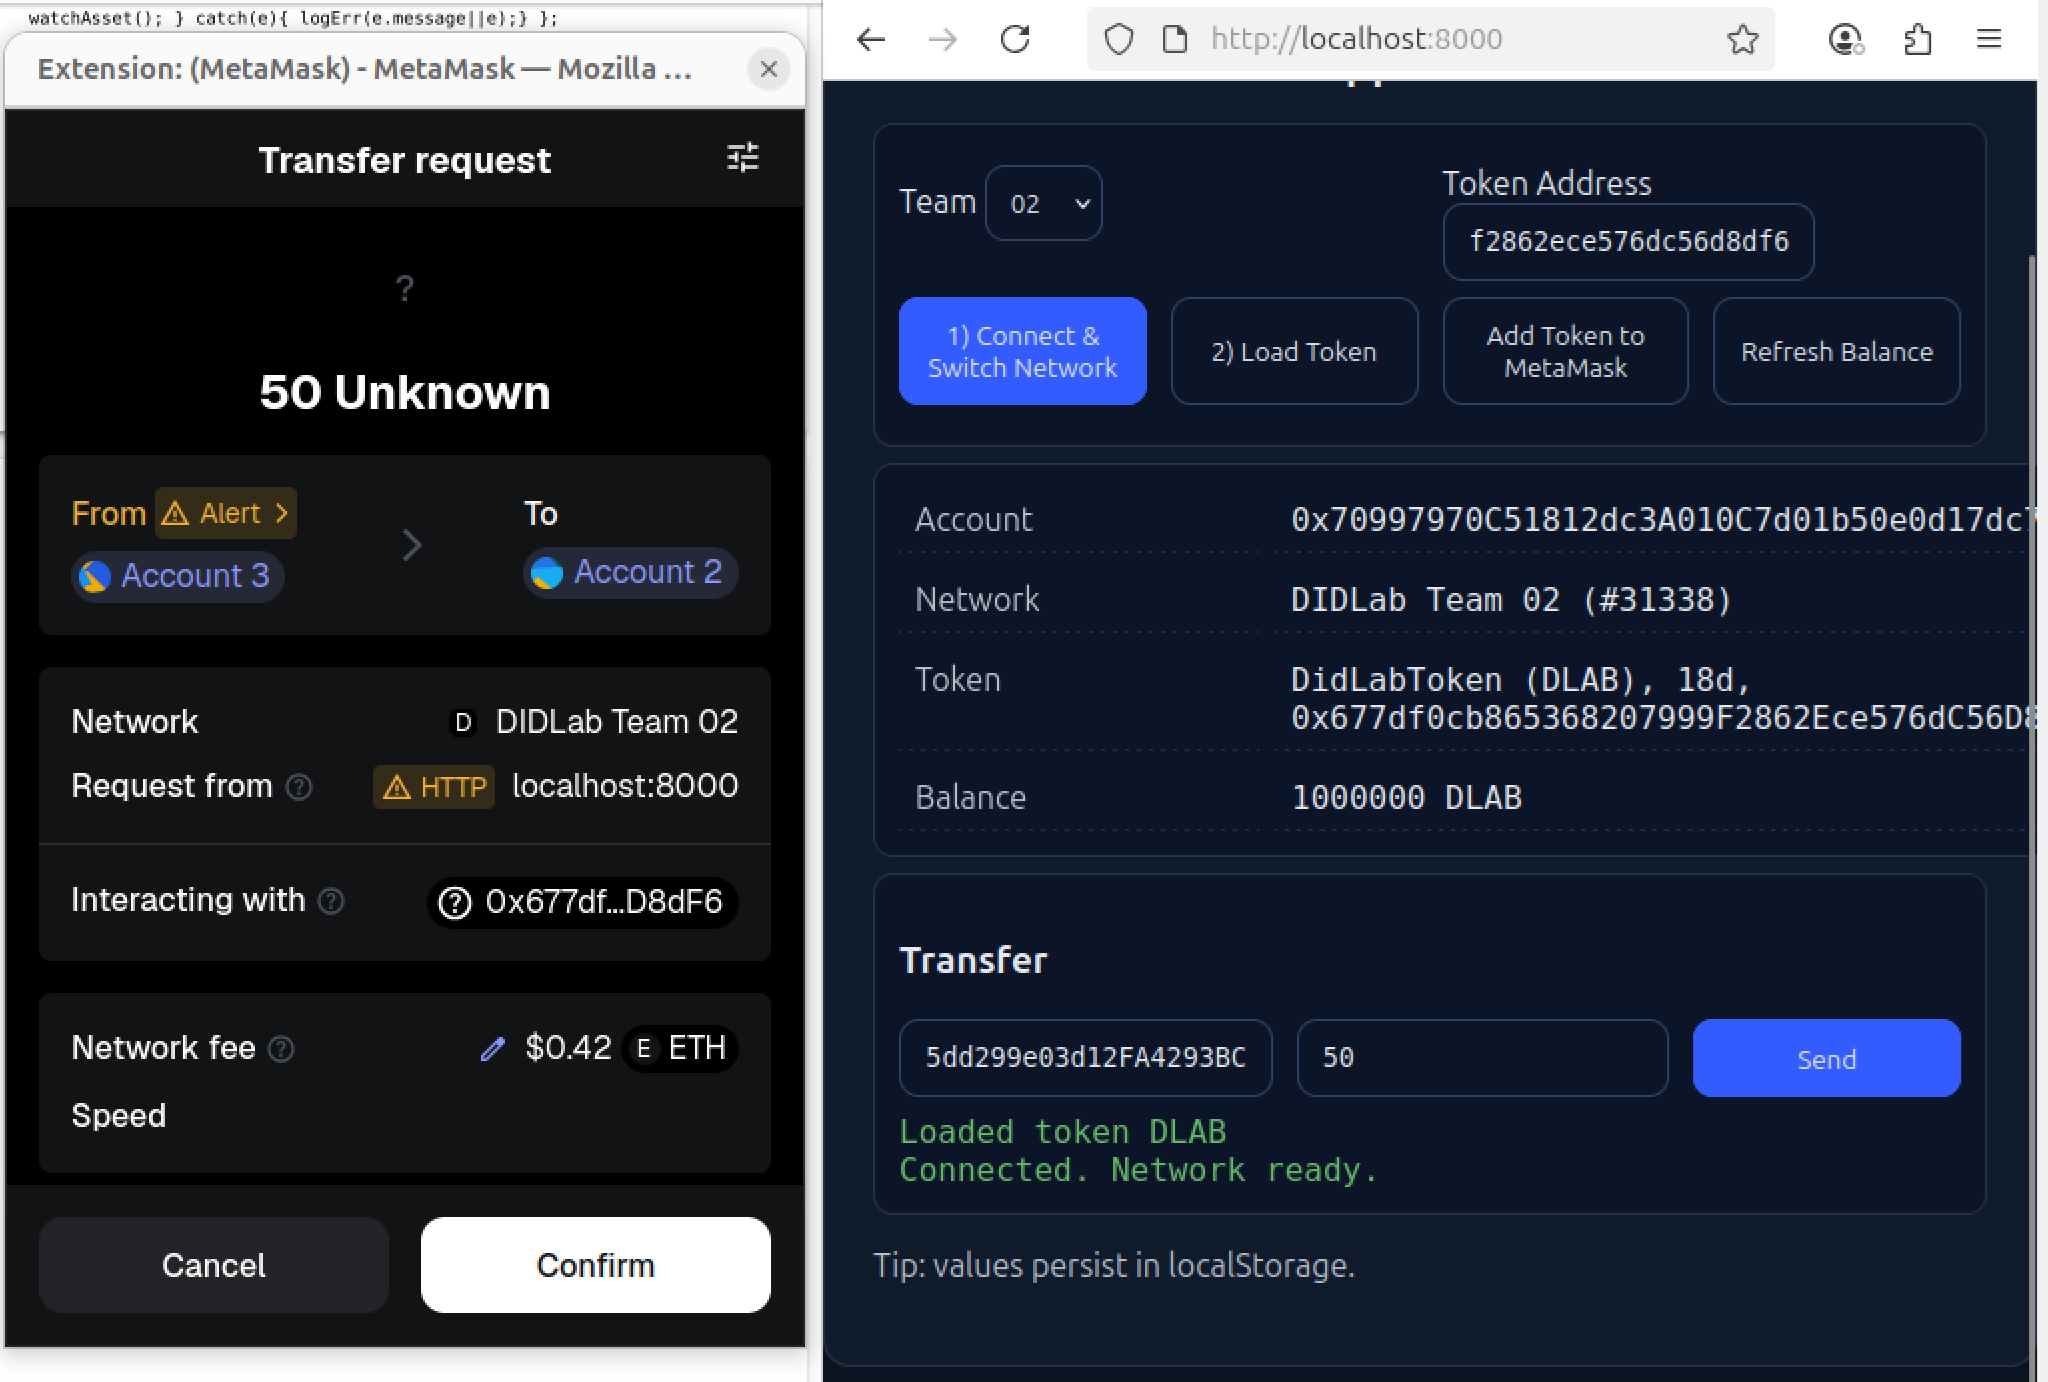 watchAsset(); } catch(e){ logErr(e.message||e);} };
Extension: (MetaMask) - MetaMask — Mozilla ...
Transfer request
?
50 Unknown
From Alert >
To
Account 3
Account 2
Network
DIDLab Team 02
Request from ?
HTTP localhost:8000
Interacting with ?
? 0x677df...D8dF6
Network fee ?
$0.42 E ETH
Speed
Cancel
Confirm
http://localhost:8000
Team 02
Token Address
f2862ece576dc56d8df6
1) Connect &
Switch Network
2) Load Token
Add Token to
MetaMask
Refresh Balance
Account
0x70997970C51812dc3A010C7d01b50e0d17dc7
Network
DIDLab Team 02 (#31338)
Token
DidLabToken (DLAB), 18d,
0x677df0cb865368207999F2862Ece576dC56D8
Balance
1000000 DLAB
Transfer
5dd299e03d12FA4293BC
50
Send
Loaded token DLAB
Connected. Network ready.
Tip: values persist in localStorage.